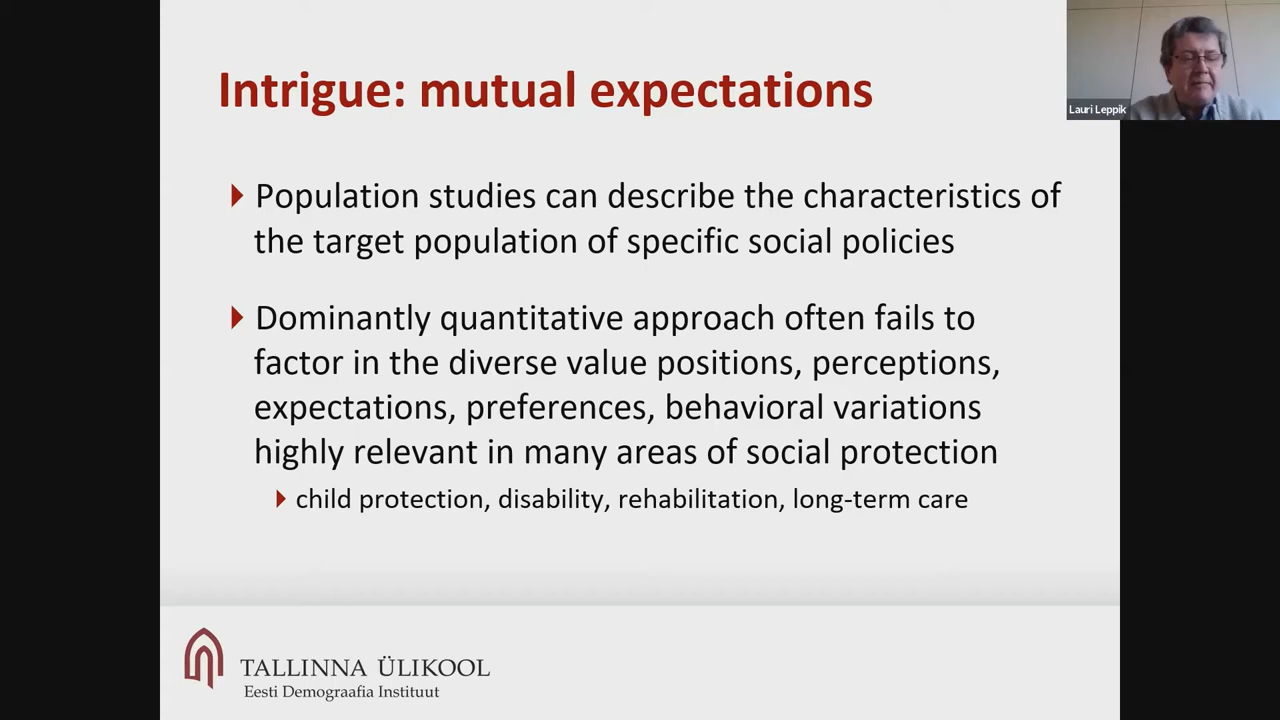 Intrigue: mutual expectations
Lauri Leppik
Population studies can describe the characteristics of
the target population of specific social policies
Dominantly quantitative approach often fails to
factor in the diverse value positions, perceptions,
expectations, preferences, behavioral variations
highly relevant in many areas of social protection
child protection, disability, rehabilitation, long-term care
TALLINNA ÜLIKOOL
Eesti Demograafia Instituut